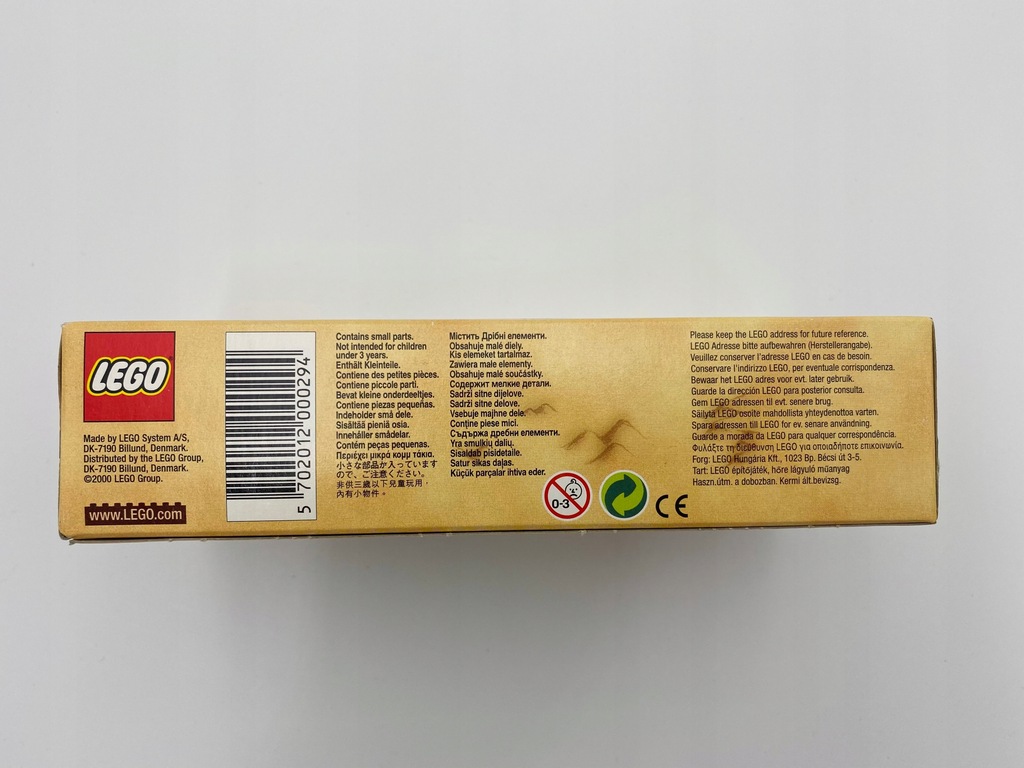 LEGO
Made by LEGO System A/S,
DK-7190 Billund, Denmark.
Distributed by the LEGO Group,
DK-7190 Billund, Denmark.
©2000 LEGO Group.
www.LEGO.com
5 702012 000294
Contains small parts.
Not intended for children
under 3 years.
Enthält Kleinteile.
Contiene des petites pièces.
Contiene piccole parti.
Bevat kleine onderdeeltjes.
Contiene piezas pequeñas.
Indeholder små dele.
Sisältää pieniä osia.
Innehåller smådelar.
Contém peças pequenas.
Περιέχει μικρά κομμ τάκια.
小さな部品が入っています
ので、ご注意ください。
非供三歲以下兒童玩用，
內有小物件。
Містить Дрібні елементи.
Obsahuje malé diely.
Kis elemeket tartalmaz.
Zawiera małe elementy.
Obsahuje malé součástky.
Содержит мелкие детали.
Sadrži sitne dijelove.
Sadrži sitne delove.
Vsebuje majhne dele.
Conține piese mici.
Съдържа дребни елементи.
Yra smulkių dalių.
Sisaldab pisidetaile.
Satur sīkas daļas.
Küçük parçalar ihtiva eder.
0-3
CE
Please keep the LEGO address for future reference.
LEGO Adresse bitte aufbewahren (Herstellerangabe).
Veuillez conserver l'adresse LEGO en cas de besoin.
Conservare l'indirizzo LEGO, per eventuale corrispondenza.
Bewaar het LEGO adres voor evt. later gebruik.
Guarde la dirección LEGO para posterior consulta.
Gem LEGO adressen til evt. senere brug.
Säilytä LEGO osoite mahdollista yhteydenottoa varten.
Spara adressen till LEGO for ev. senare användning.
Guarde a morada da LEGO para qualquer correspondência.
Φυλάξτε τη διεύθυνση LEGO για οποιαδήποτε επικοινωνία.
Forg: LEGO Hungária Kft., 1023 Bp. Bécsi út 3-5.
Tart: LEGO építőjáték, höre lágyuló műanyag
Haszn.útm. a dobozban. Kermi ált.bevizsg.